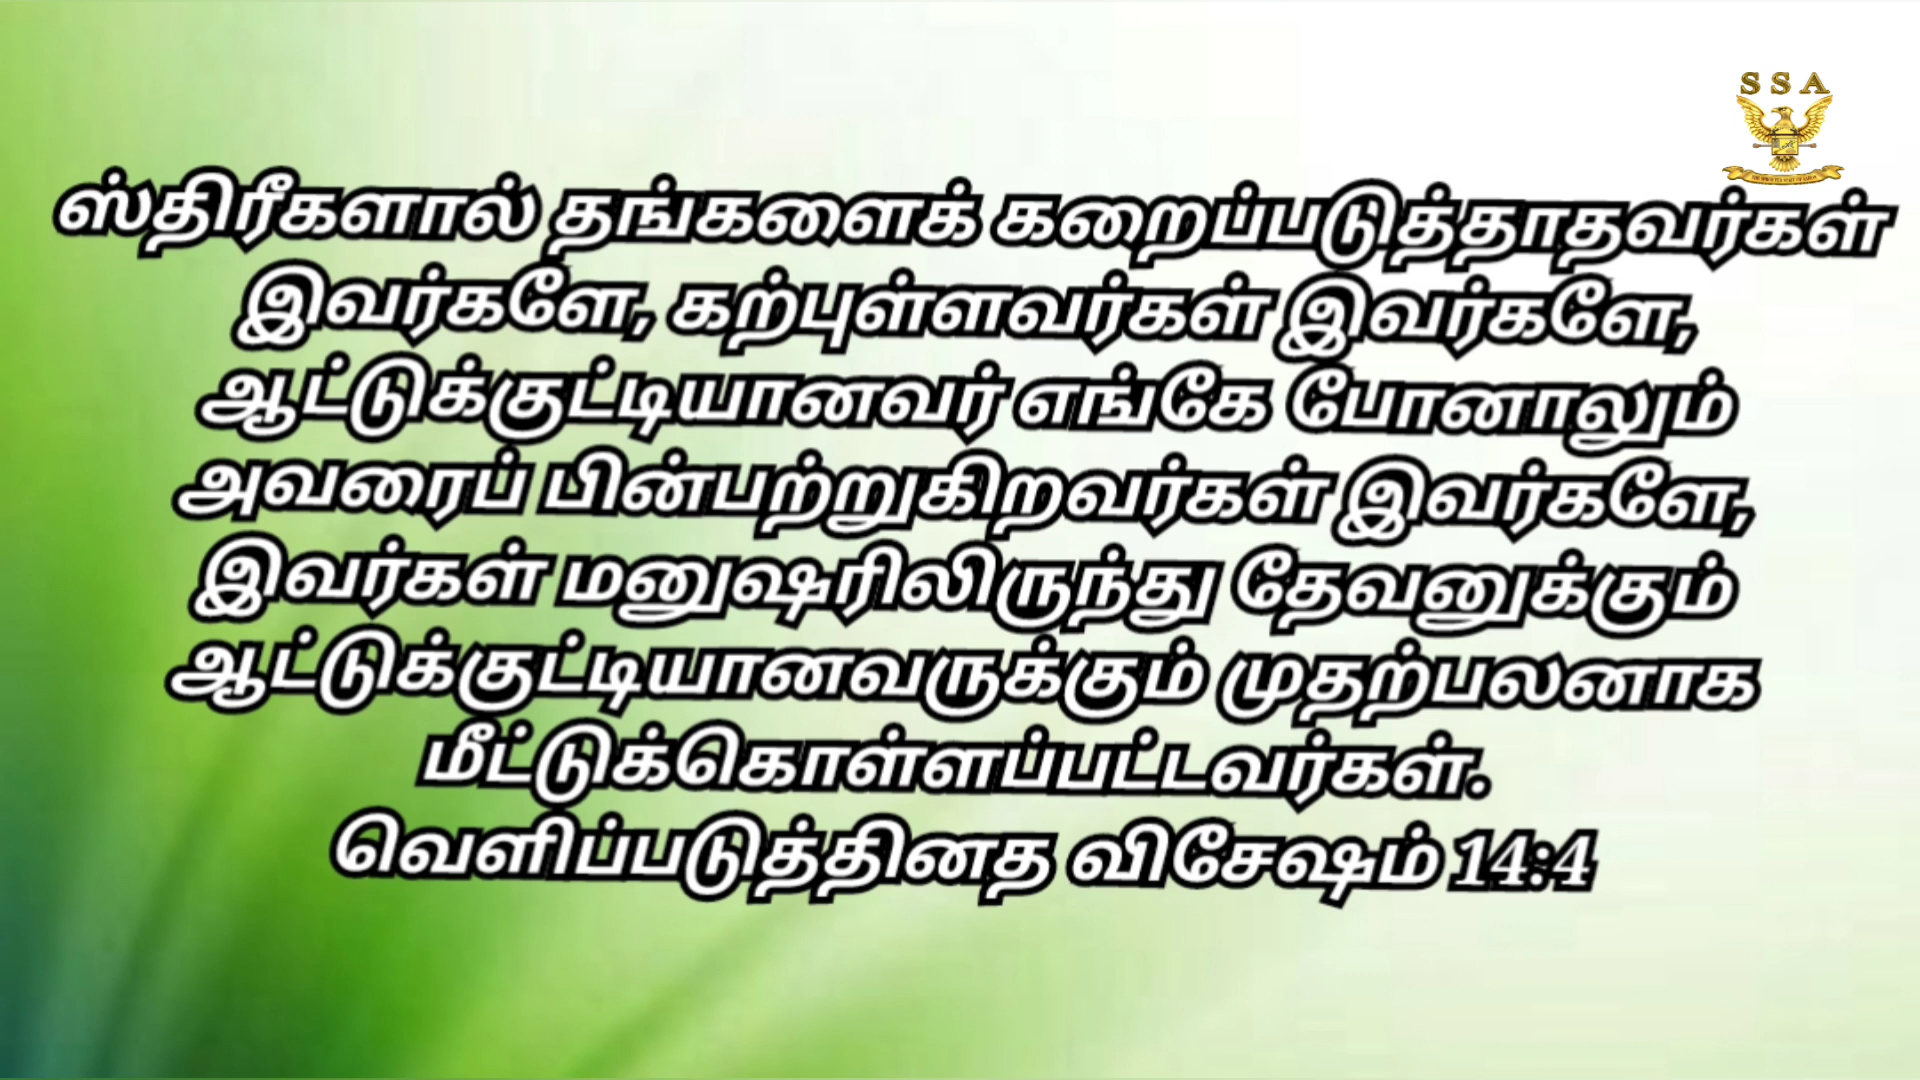 S S A
ஸ்திரீகளால் தங்களைக் கறைப்படுத்தாதவர்கள்
இவர்களே, கற்புள்ளவர்கள் இவர்களே,
ஆட்டுக்குட்டியானவர் எங்கே போனாலும்
அவரைப் பின்பற்றுகிறவர்கள் இவர்களே,
இவர்கள் மனுஷரிலிருந்து தேவனுக்கும்
ஆட்டுக்குட்டியானவருக்கும் முதற்பலனாக
மீட்டுக்கொள்ளப்பட்டவர்கள்.
வெளிப்படுத்தினத விசேஷம் 14:4